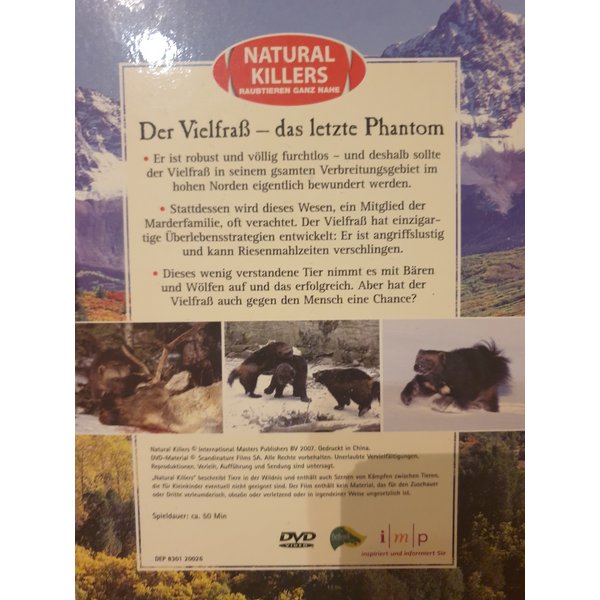 NATURAL
KILLERS
RAUBTIEREN GANZ NAHE
Der Vielfraß – das letzte Phantom
• Er ist robust und völlig furchtlos – und deshalb sollte
der Vielfraß in seinem gsamten Verbreitungsgebiet im
hohen Norden eigentlich bewundert werden.
• Stattdessen wird dieses Wesen, ein Mitglied der
Marderfamilie, oft verachtet. Der Vielfraß hat einzigar-
tige Überlebensstrategien entwickelt: Er ist angriffslustig
und kann Riesenmahlzeiten verschlingen.
• Dieses wenig verstandene Tier nimmt es mit Bären
und Wölfen auf und das erfolgreich. Aber hat der
Vielfraß auch gegen den Mensch eine Chance?
Natural Killers © International Masters Publishers BV 2007. Gedruckt in China.
DVD-Material © Scandinature Films SA. Alle Rechte vorbehalten. Unerlaubte Vervielfältigungen,
Reproduktionen, Verleih, Aufführung und Sendung sind untersagt.
„Natural Killers" beschreibt Tiere in der Wildnis und enthält auch Szenen von Kämpfen zwischen Tieren,
die für Kleinkinder eventuell nicht geeignet sind. Der Film enthält kein Material, das für den Zuschauer
oder Dritte verleumderisch, obszön oder verletzend oder in irgendeiner Weise ungesetzlich ist.
Spieldauer: ca. 50 Min
DVD
VIDEO
i m p
inspiriert und informiert Sie
DEP 8301 20026